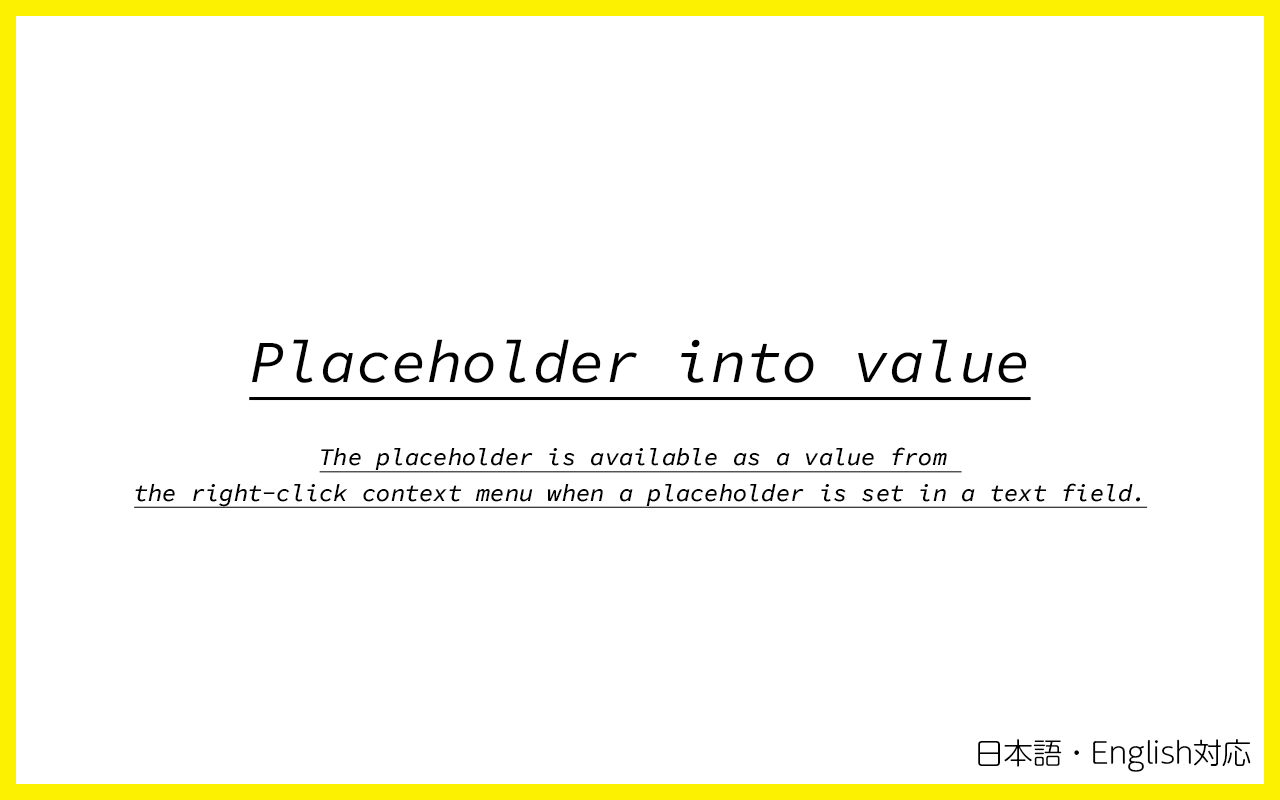 Placeholder into value
The placeholder is available as a value from
the right-click context menu when a placeholder is set in a text field.
日本語・English対応